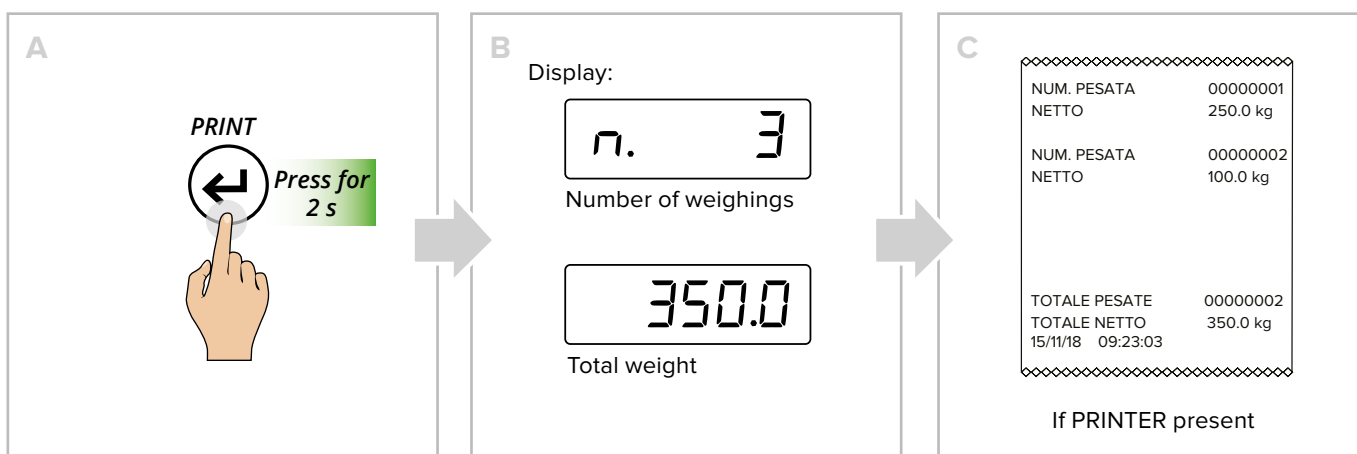 A
PRINT
Press for
2 s
B
Display:
n. 3
Number of weighings
350.0
Total weight
C
NUM. PESATA 00000001
NETTO 250.0 kg
NUM. PESATA 00000002
NETTO 100.0 kg
TOTALE PESATE 00000002
TOTALE NETTO 350.0 kg
15/11/18 09:23:03
If PRINTER present